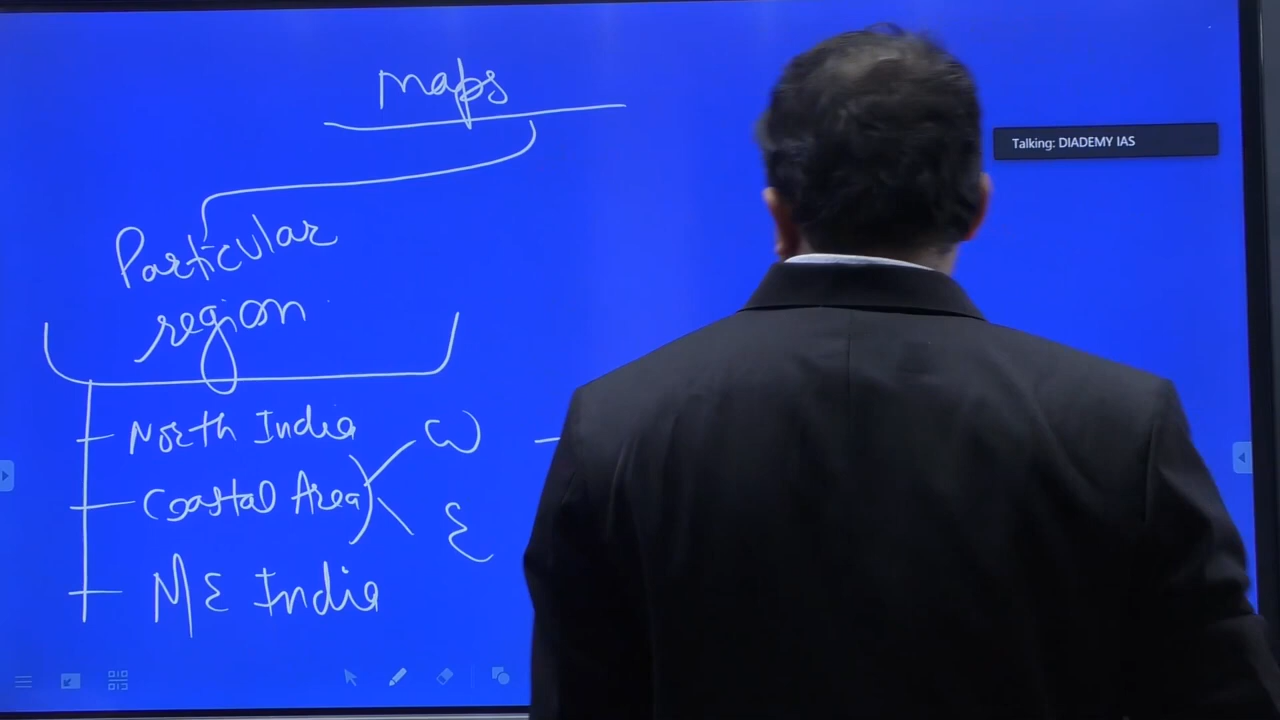 Maps
Talking: DIADEMY IAS
Particular
region
North India
W
Coastal Area
E
NE India